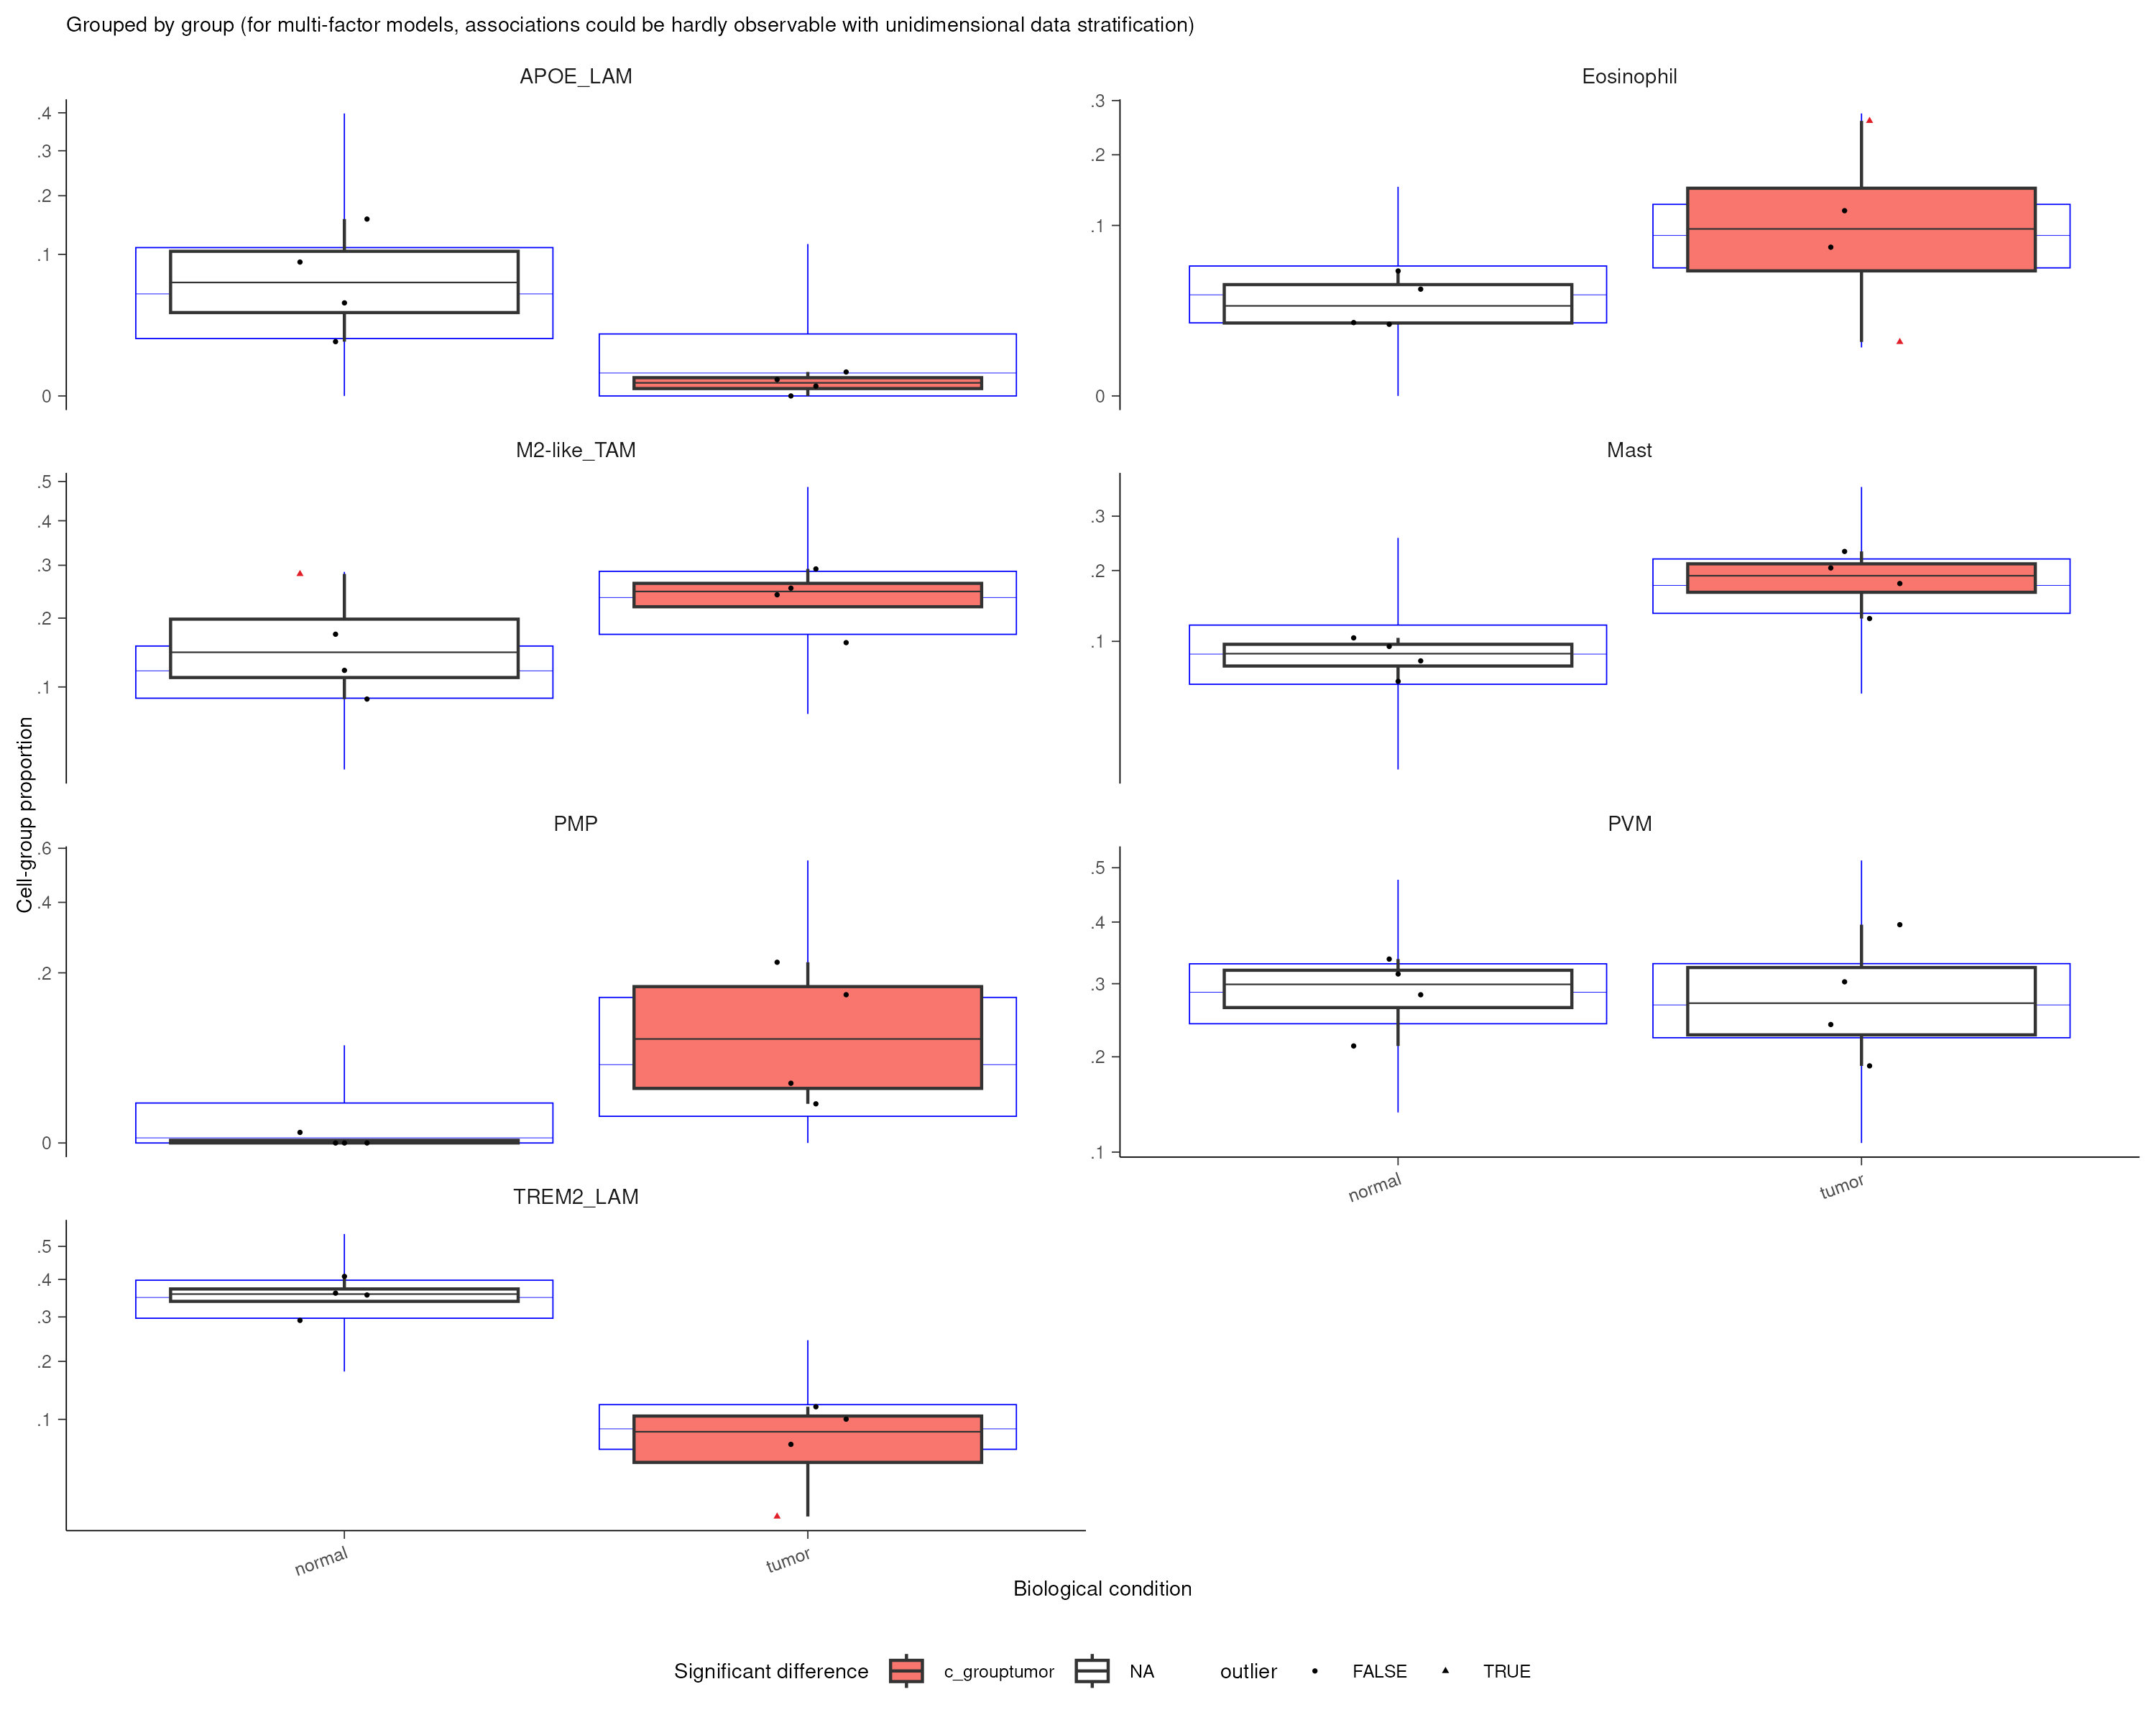 Grouped by group (for multi-factor models, associations could be hardly observable with unidimensional data stratification)
APOE_LAM
Eosinophil
.4
.3
.2
.1
0
.3
.2
.1
0
M2-like_TAM
Mast
.5
.4
.3
.2
.1
.3
.2
.1
Cell-group proportion
PMP
PVM
.6
.4
.2
0
.5
.4
.3
.2
.1
normal
tumor
TREM2_LAM
.5
.4
.3
.2
.1
normal
tumor
Biological condition
Significant difference c_grouptumor NA outlier FALSE TRUE